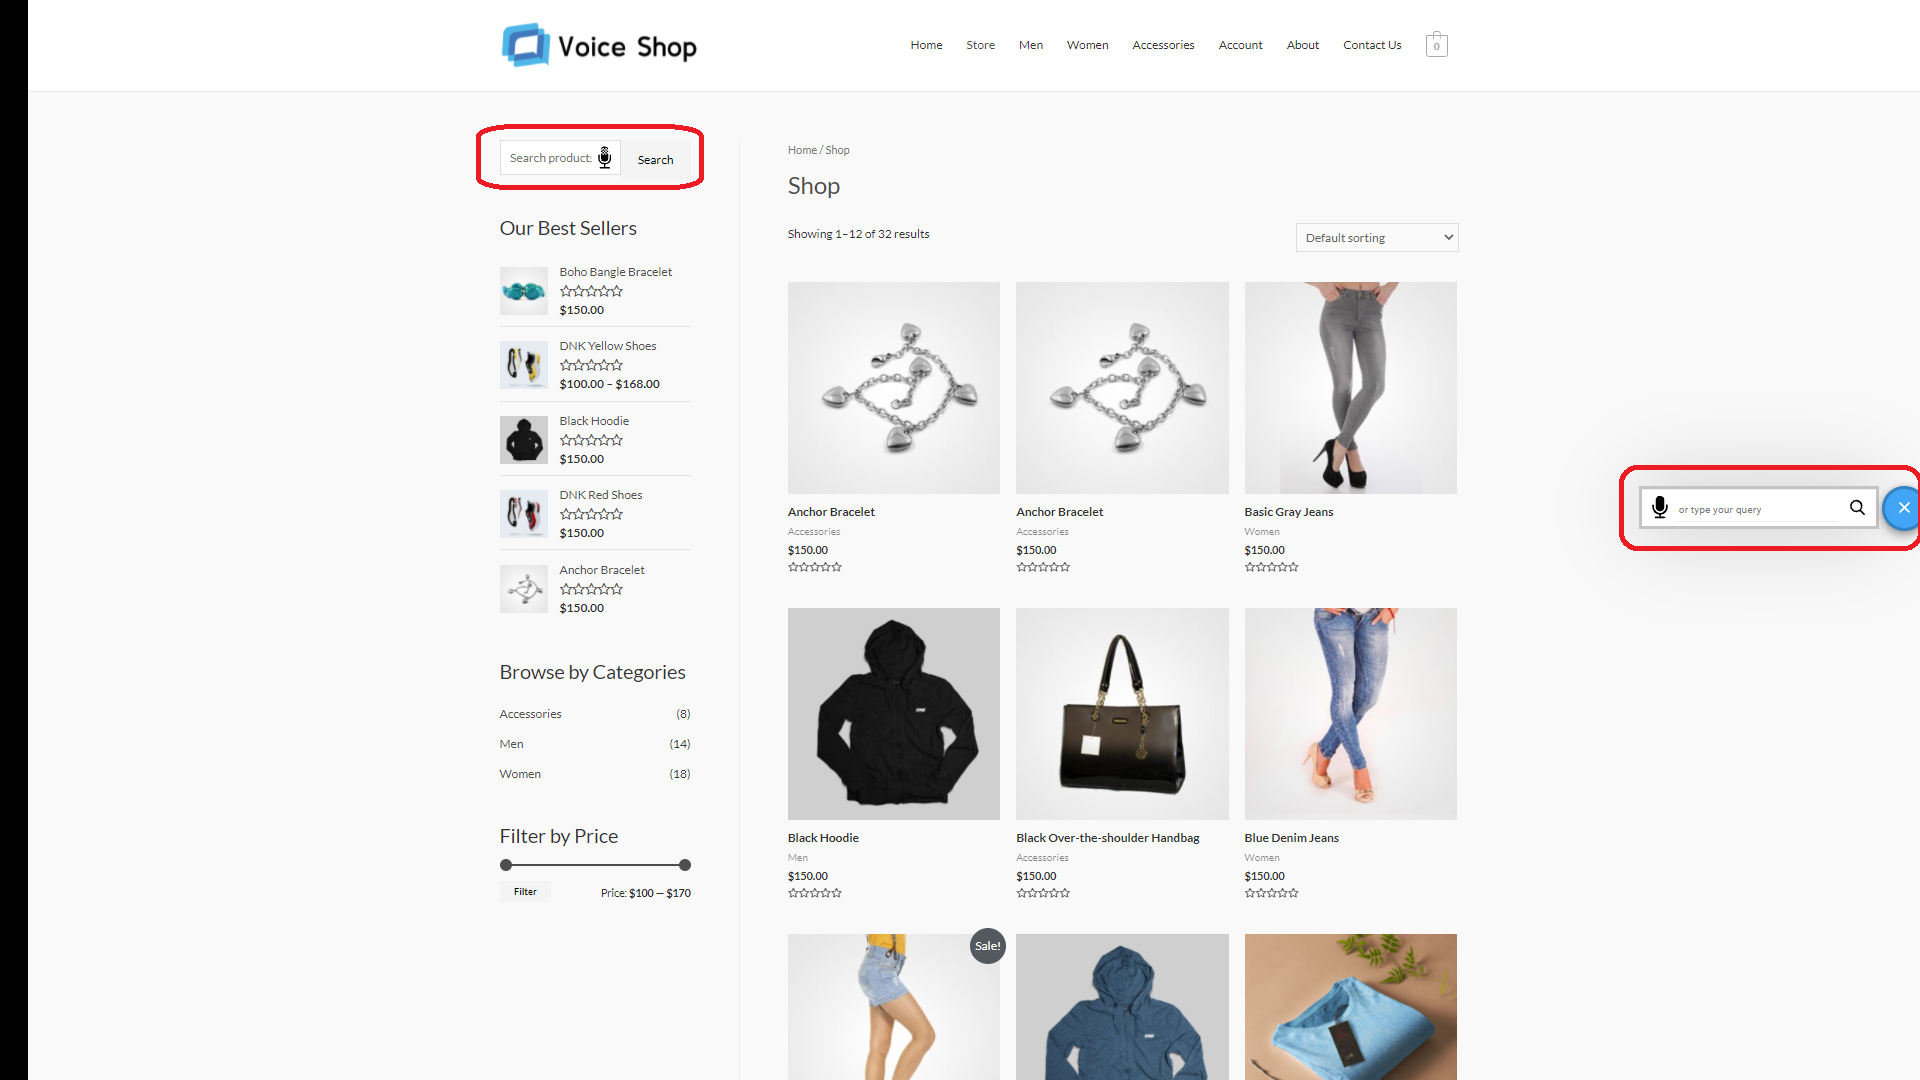 Voice Shop
Home Store Men Women Accessories Account About Contact Us 0
Search product: Search
Our Best Sellers
Boho Bangle Bracelet
$150.00
DNK Yellow Shoes
$100.00 – $168.00
Black Hoodie
$150.00
DNK Red Shoes
$150.00
Anchor Bracelet
$150.00
Browse by Categories
Accessories (8)
Men (14)
Women (18)
Filter by Price
Filter Price: $100 — $170
Home / Shop
Shop
Showing 1–12 of 32 results
Default sorting
Anchor Bracelet
Accessories
$150.00
Anchor Bracelet
Accessories
$150.00
Basic Gray Jeans
Women
$150.00
Black Hoodie
Men
$150.00
Black Over-the-shoulder Handbag
Accessories
$150.00
Blue Denim Jeans
Women
$150.00
Sale!
or type your query